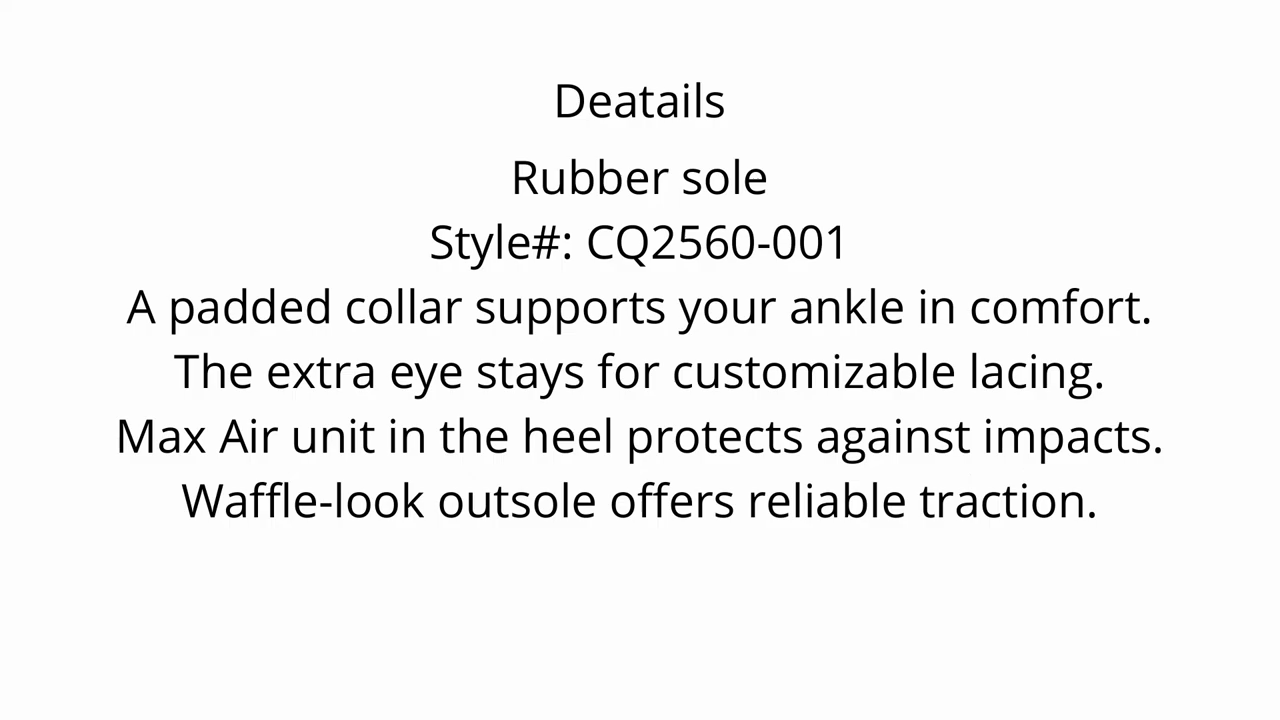 Deatails
Rubber sole
Style#: CQ2560-001
A padded collar supports your ankle in comfort.
The extra eye stays for customizable lacing.
Max Air unit in the heel protects against impacts.
Waffle-look outsole offers reliable traction.